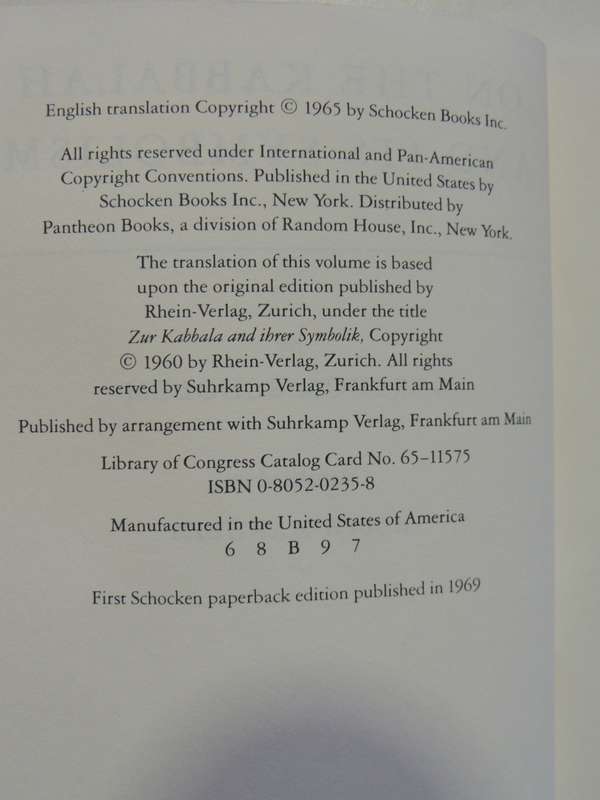 English translation Copyright © 1965 by Schocken Books Inc.
All rights reserved under International and Pan-American
Copyright Conventions. Published in the United States by
Schocken Books Inc., New York. Distributed by
Pantheon Books, a division of Random House, Inc., New York.
The translation of this volume is based
upon the original edition published by
Rhein-Verlag, Zurich, under the title
Zur Kabbala and ihrer Symbolik, Copyright
© 1960 by Rhein-Verlag, Zurich. All rights
reserved by Suhrkamp Verlag, Frankfurt am Main
Published by arrangement with Suhrkamp Verlag, Frankfurt am Main
Library of Congress Catalog Card No. 65–11575
ISBN 0-8052-0235-8
Manufactured in the United States of America
6 8 B 9 7
First Schocken paperback edition published in 1969